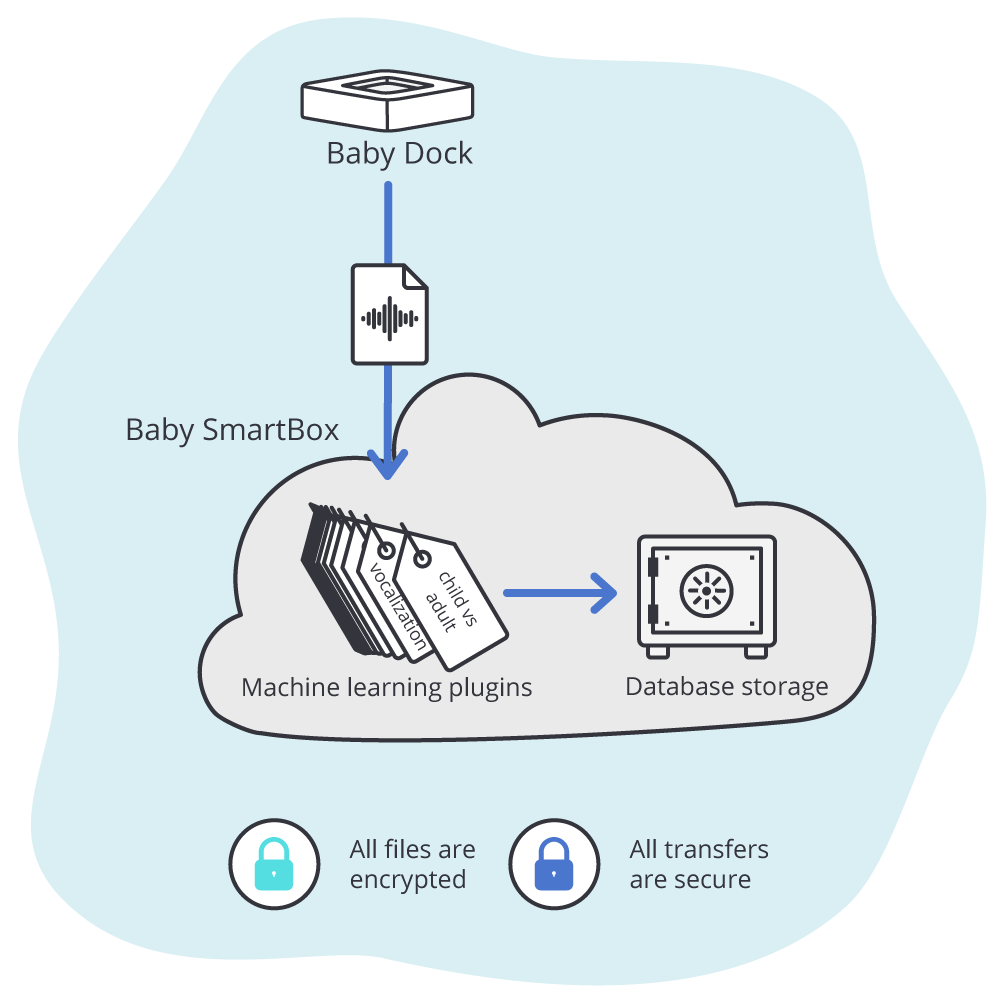 Baby Dock
Baby SmartBox
vocalization
child vs
adult
Machine learning plugins
Database storage
All files are
encrypted
All transfers
are secure